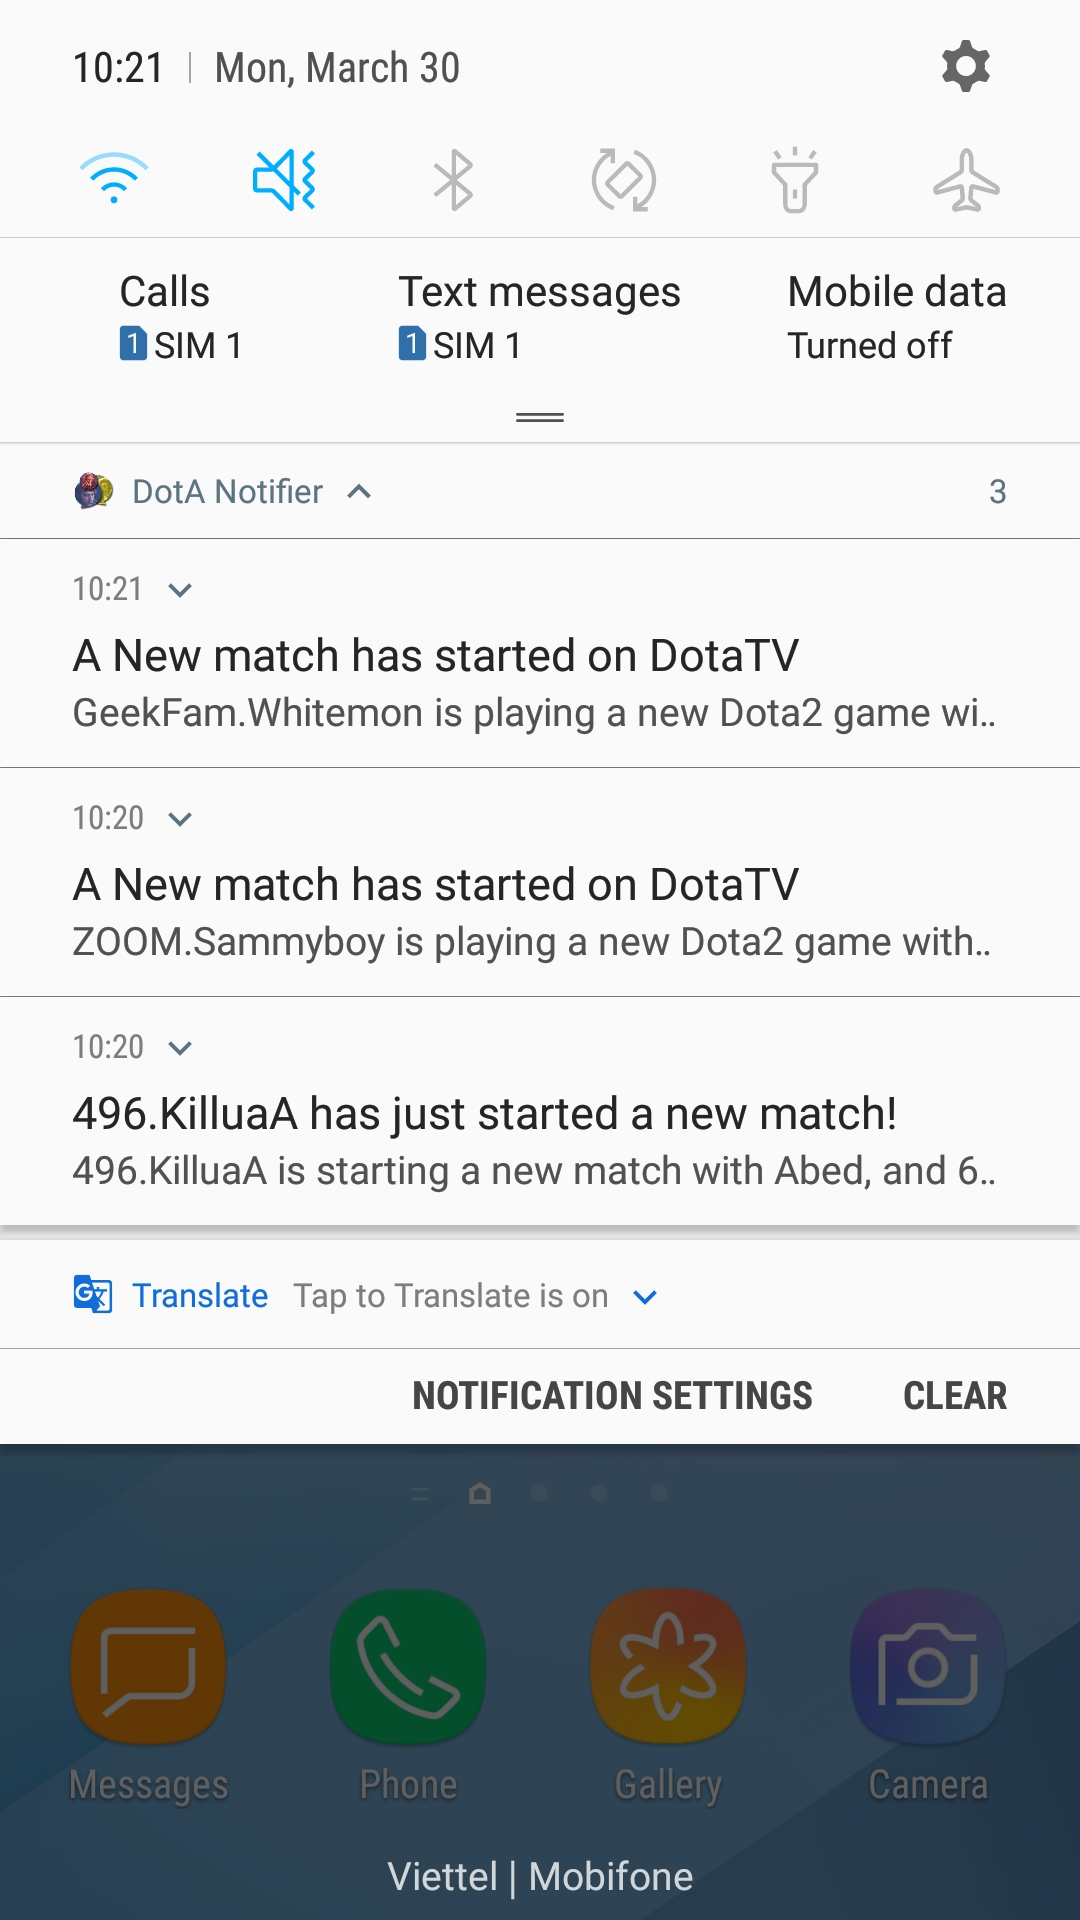 10:21 | Mon, March 30
Calls Text messages Mobile data
1 SIM 1 1 SIM 1 Turned off
DotA Notifier 3
10:21
A New match has started on DotaTV
GeekFam.Whitemon is playing a new Dota2 game wi..
10:20
A New match has started on DotaTV
ZOOM.Sammyboy is playing a new Dota2 game with..
10:20
496.KilluaA has just started a new match!
496.KilluaA is starting a new match with Abed, and 6..
Translate Tap to Translate is on
NOTIFICATION SETTINGS CLEAR
Messages Phone Gallery Camera
Viettel | Mobifone